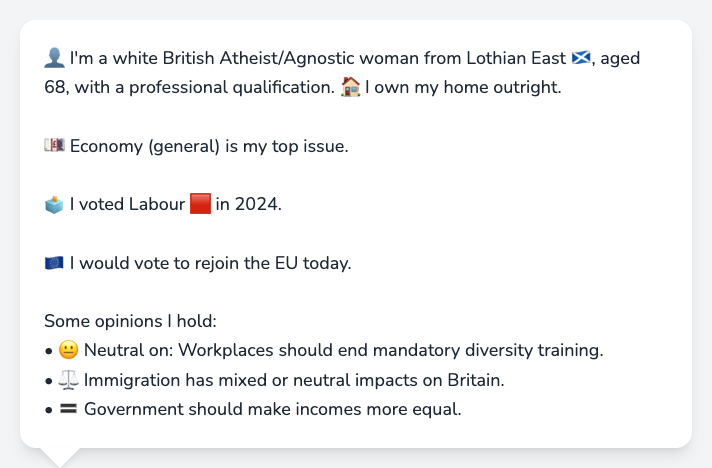 👤 I'm a white British Atheist/Agnostic woman from Lothian East 🏴󠁧󠁢󠁳󠁣󠁴󠁿, aged
68, with a professional qualification. 🏠 I own my home outright.
💷 Economy (general) is my top issue.
🗳️ I voted Labour 🟥 in 2024.
🇪🇺 I would vote to rejoin the EU today.
Some opinions I hold:
• 😐 Neutral on: Workplaces should end mandatory diversity training.
• ⚖️ Immigration has mixed or neutral impacts on Britain.
• 🟰 Government should make incomes more equal.